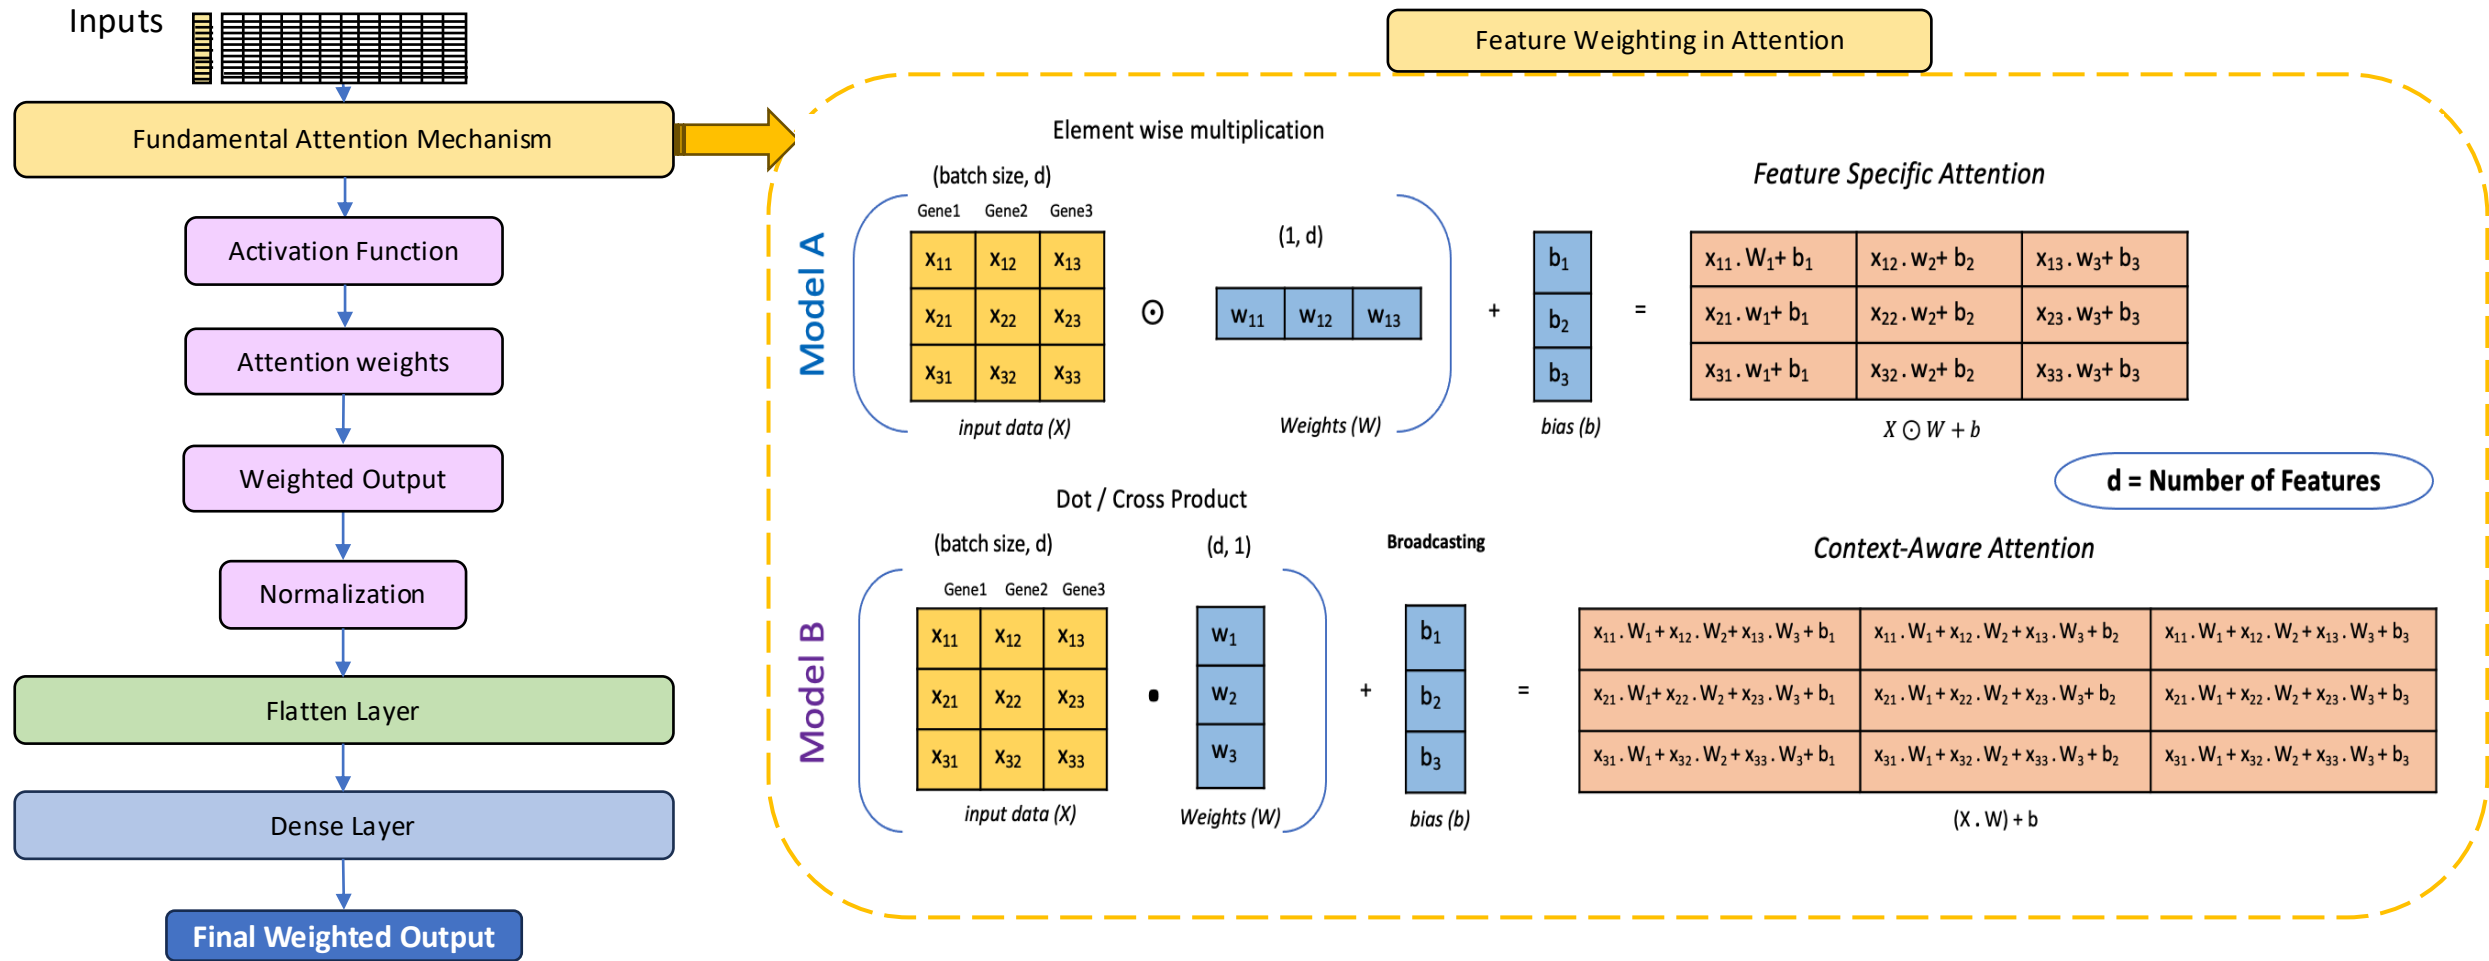 Inputs
Fundamental Attention Mechanism
Activation Function
Attention weights
Weighted Output
Normalization
Flatten Layer
Dense Layer
Final Weighted Output
Feature Weighting in Attention
Element wise multiplication
(batch size, d)
Gene1 Gene2 Gene3
Model A
x₁₁ x₁₂ x₁₃
x₂₁ x₂₂ x₂₃
x₃₁ x₃₂ x₃₃
input data (X)
⊙
(1, d)
w₁₁ w₁₂ w₁₃
Weights (W)
+
b₁
b₂
b₃
bias (b)
=
Feature Specific Attention
x₁₁ . W₁+ b₁ x₁₂ . w₂+ b₂ x₁₃ . w₃+ b₃
x₂₁ . w₁+ b₁ x₂₂ . w₂+ b₂ x₂₃ . w₃+ b₃
x₃₁ . w₁+ b₁ x₃₂ . w₂+ b₂ x₃₃ . w₃+ b₃
X ⊙ W + b
d = Number of Features
Dot / Cross Product
(batch size, d)
Gene1 Gene2 Gene3
Model B
x₁₁ x₁₂ x₁₃
x₂₁ x₂₂ x₂₃
x₃₁ x₃₂ x₃₃
input data (X)
.
(d, 1)
w₁
w₂
w₃
Weights (W)
+
Broadcasting
b₁
b₂
b₃
bias (b)
=
Context-Aware Attention
x₁₁ . W₁ + x₁₂ . W₂+ x₁₃ . W₃ + b₁ x₁₁ . W₁ + x₁₂ . W₂ + x₁₃ . W₃ + b₂ x₁₁ . W₁ + x₁₂ . W₂ + x₁₃ . W₃ + b₃
x₂₁ . W₁+ x₂₂ . W₂ + x₂₃ . W₃ + b₁ x₂₁ . W₁ + x₂₂ . W₂ + x₂₃ . W₃+ b₂ x₂₁ . W₁ + x₂₂ . W₂ + x₂₃ . W₃ + b₃
x₃₁ . W₁ + x₃₂ . W₂ + x₃₃ . W₃+ b₁ x₃₁ . W₁ + x₃₂ . W₂ + x₃₃ . W₃ + b₂ x₃₁ . W₁ + x₃₂ . W₂ + x₃₃ . W₃ + b₃
(X . W) + b